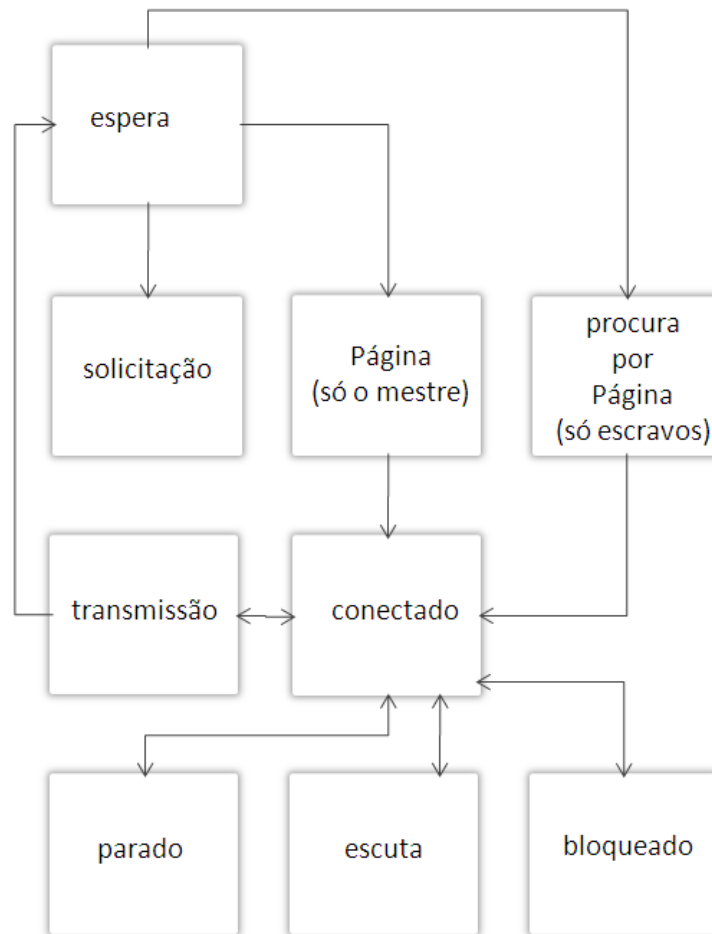 espera
solicitação
Página
(só o mestre)
procura
por
Página
(só escravos)
transmissão
conectado
parado
escuta
bloqueado